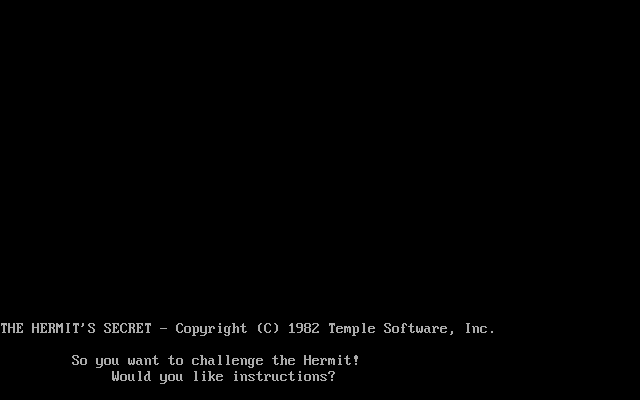 THE HERMIT'S SECRET - Copyright (C) 1982 Temple Software, Inc.
So you want to challenge the Hermit!
Would you like instructions?